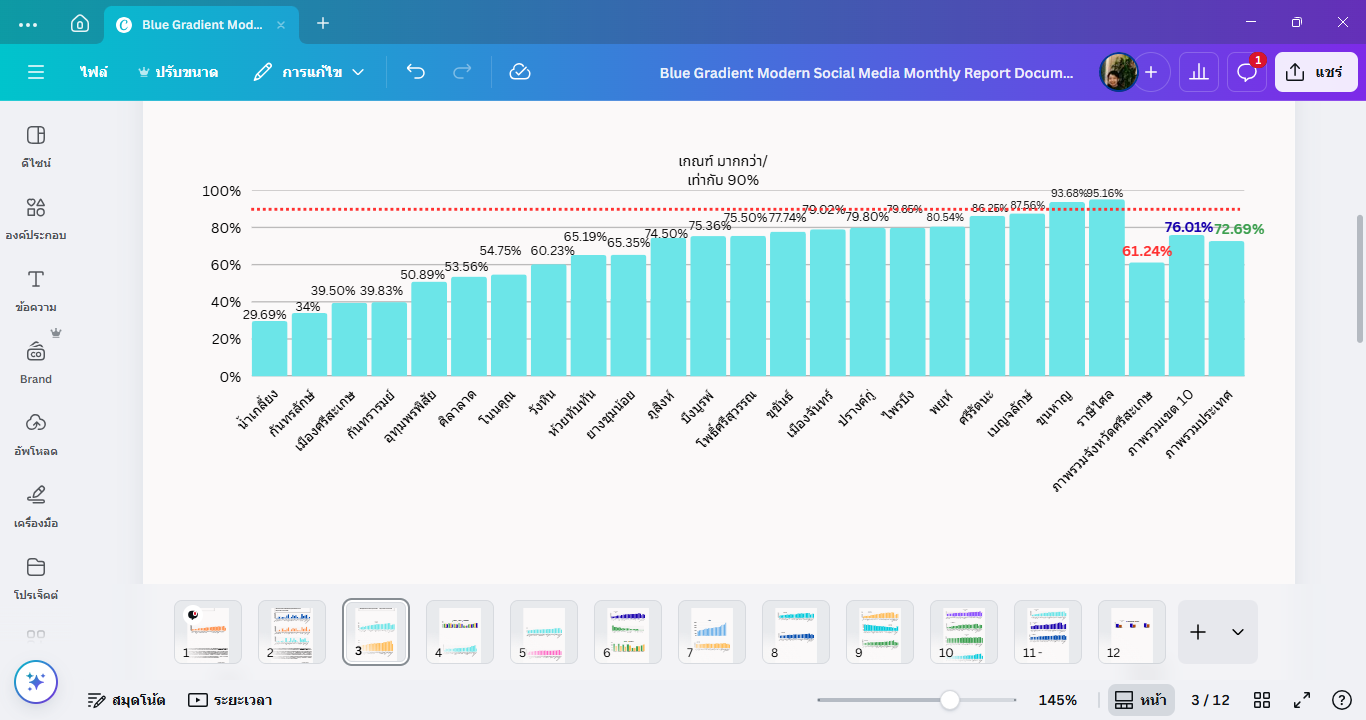 Blue Gradient Mod...
ไฟล์
ปรับขนาด
การแก้ไข
Blue Gradient Modern Social Media Monthly Report Docum...
1
แชร์
ดีไซน์
องค์ประกอบ
ข้อความ
Brand
อัพโหลด
เครื่องมือ
โปรเจ็คต์
เกณฑ์ มากกว่า/
เท่ากับ 90%
100%
80%
60%
40%
20%
0%
29.69%
34%
39.50%
39.83%
50.89%
53.56%
54.75%
60.23%
65.19%
65.35%
74.50%
75.36%
75.50%
77.74%
79.02%
79.80%
79.85%
80.54%
86.25%
87.56%
93.68%
95.16%
61.24%
76.01%
72.69%
น้ำเกลี้ยง
กันทรลักษ์
เมืองศรีสะเกษ
กันทรารมย์
อุทุมพรพิสัย
ศิลาลาด
โนนคูณ
วังหิน
ห้วยทับทัน
ยางชุมน้อย
ภูสิงห์
บึงบูรพ์
โพธิ์ศรีสุวรรณ
ขุขันธ์
เมืองจันทร์
ปรางค์กู่
ไพรบึง
พยุห์
ศรีรัตนะ
เบญจลักษ์
ขุนหาญ
ราษีไศล
ภาพรวมจังหวัดศรีสะเกษ
ภาพรวมเขต 10
ภาพรวมประเทศ
1
2
3
4
5
6
7
8
9
10
11-
12
สมุดโน้ต
ระยะเวลา
145%
หน้า
3 / 12